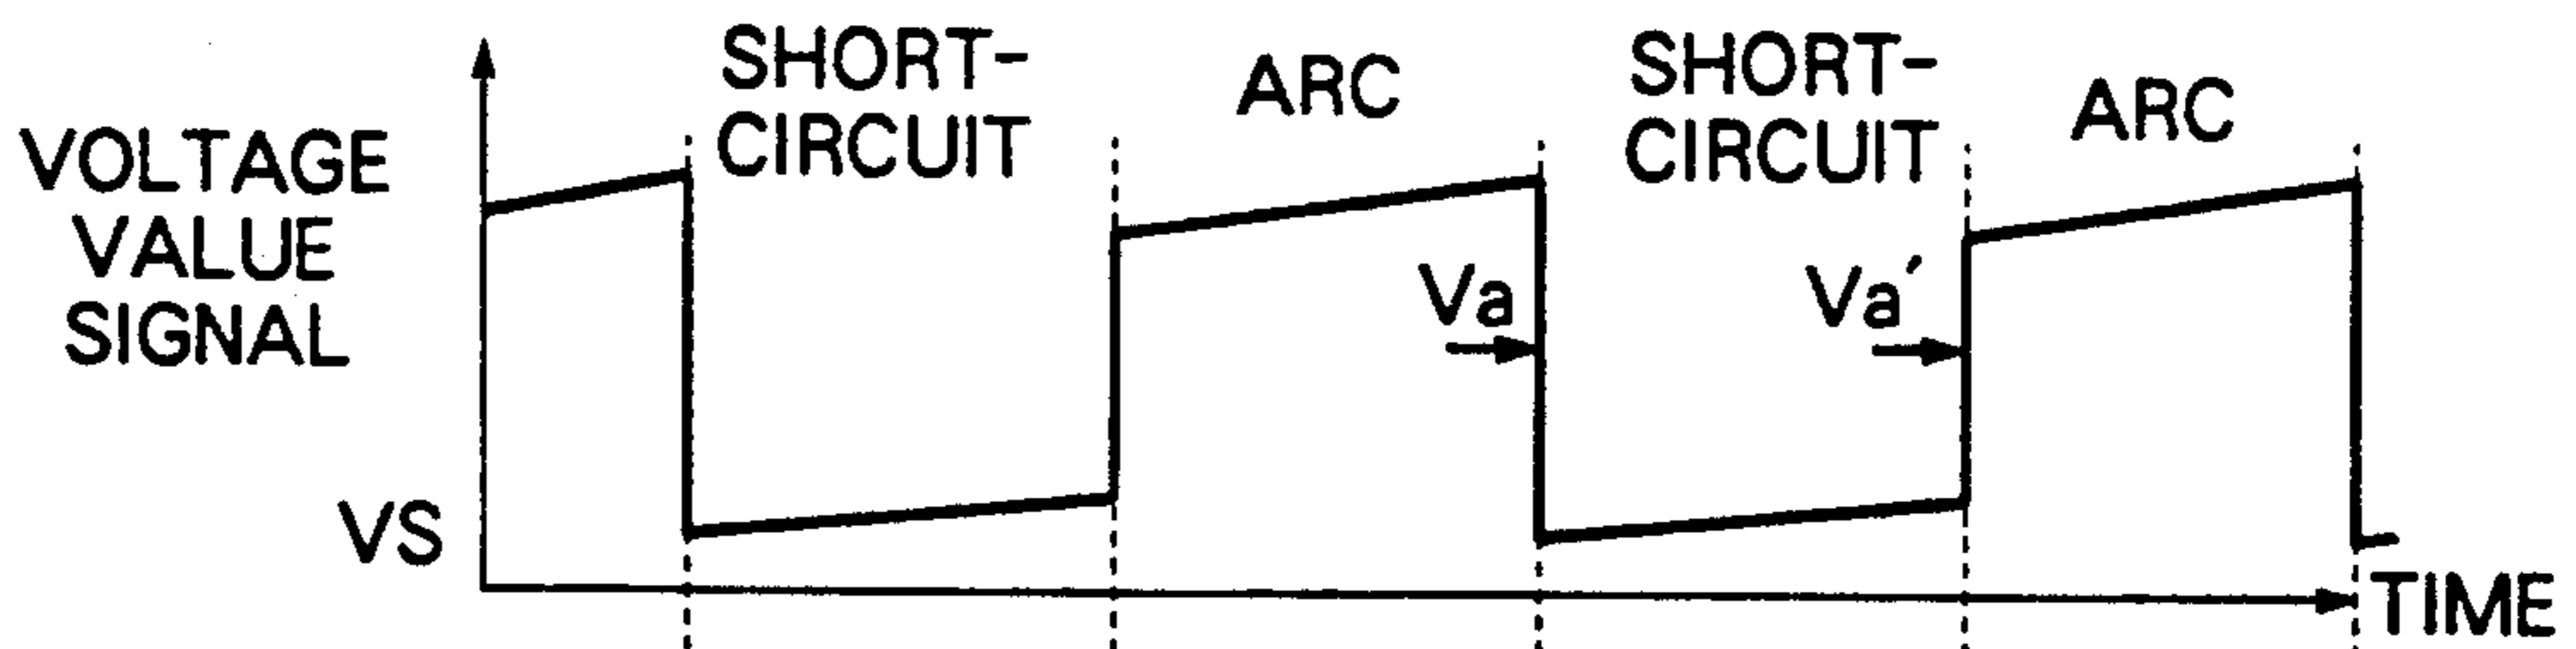 SHORT-
CIRCUIT
ARC
SHORT-
CIRCUIT
ARC
VOLTAGE
VALUE
SIGNAL
Va
Va′
VS
TIME